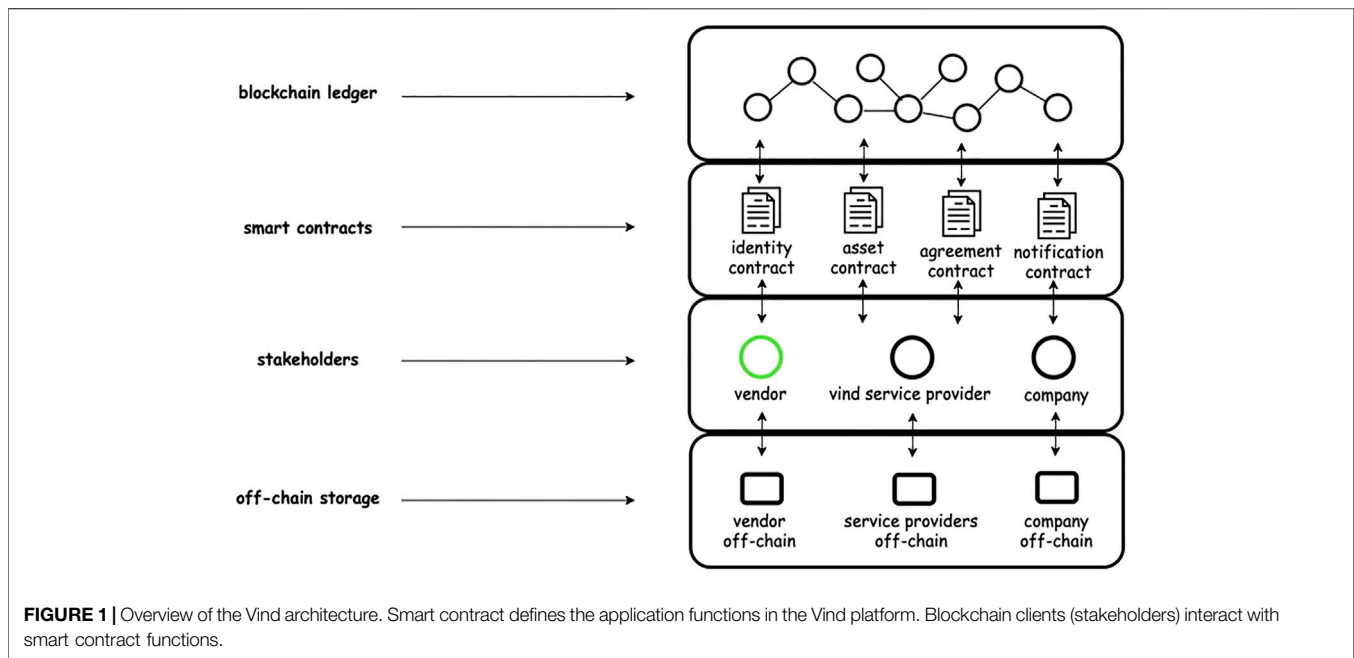 blockchain ledger
smart contracts
identity
contract
asset
contract
agreement
contract
notification
contract
stakeholders
vendor
vind service provider
company
off-chain storage
vendor
off-chain
service providers
off-chain
company
off-chain
FIGURE 1 | Overview of the Vind architecture. Smart contract defines the application functions in the Vind platform. Blockchain clients (stakeholders) interact with
smart contract functions.